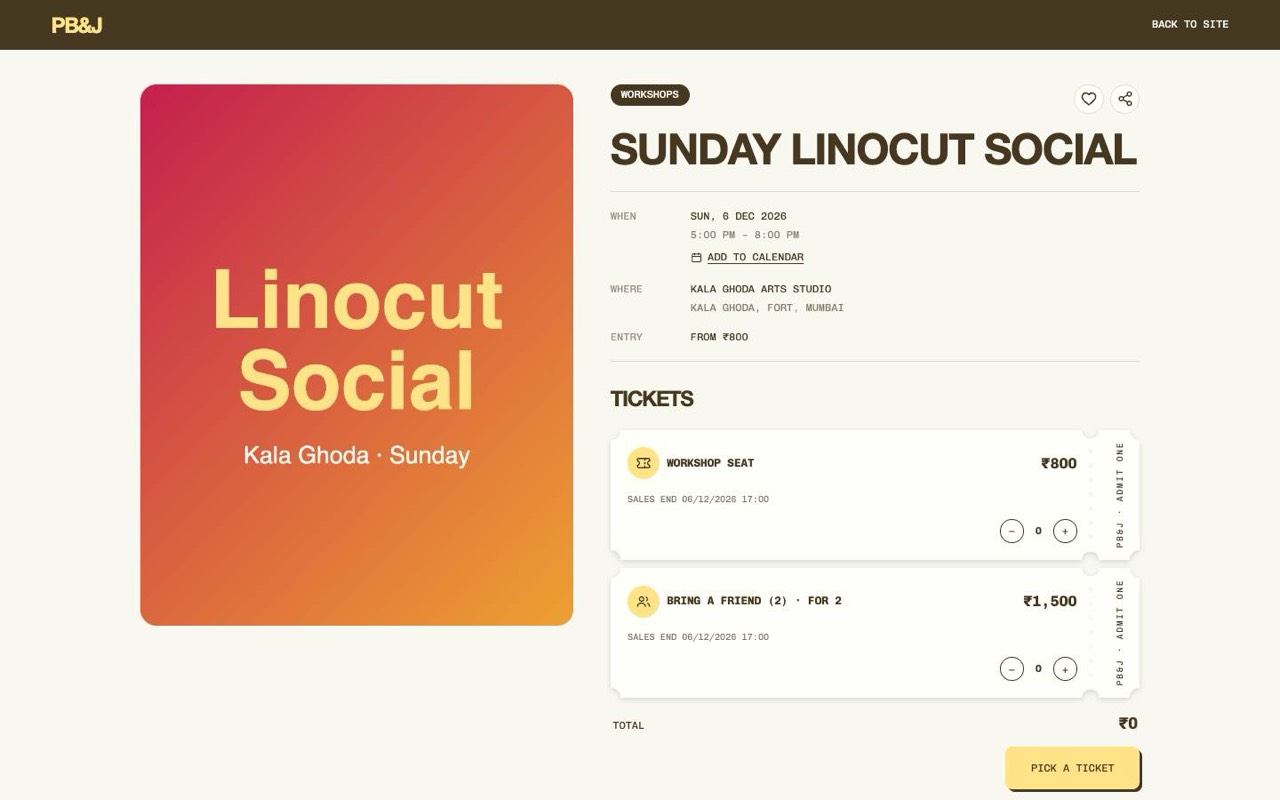 PB&J
BACK TO SITE
Linocut
Social
Kala Ghoda · Sunday
WORKSHOPS
SUNDAY LINOCUT SOCIAL
WHEN
SUN, 6 DEC 2026
5:00 PM – 8:00 PM
ADD TO CALENDAR
WHERE
KALA GHODA ARTS STUDIO
KALA GHODA, FORT, MUMBAI
ENTRY
FROM ₹800
TICKETS
WORKSHOP SEAT
₹800
SALES END 06/12/2026 17:00
− 0 +
PB&J · ADMIT ONE
BRING A FRIEND (2) · FOR 2
₹1,500
SALES END 06/12/2026 17:00
− 0 +
PB&J · ADMIT ONE
TOTAL
₹0
PICK A TICKET